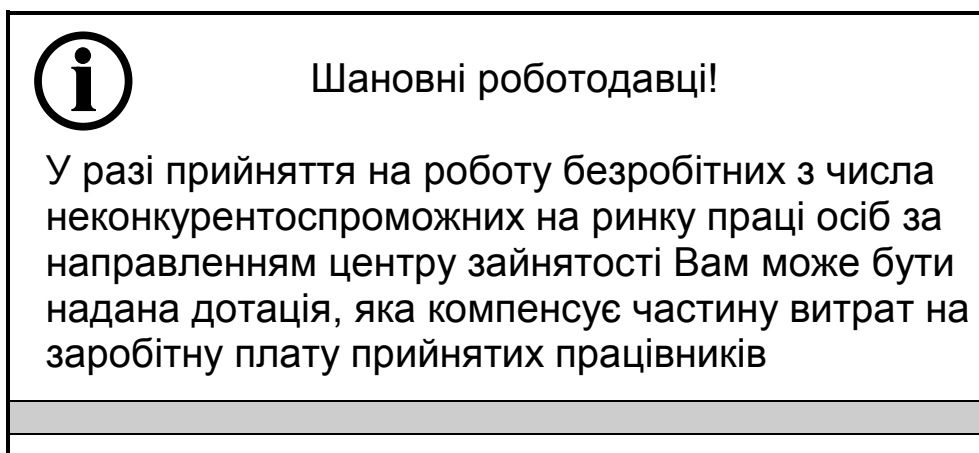 Шановні роботодавці!
У разі прийняття на роботу безробітних з числа
неконкурентоспроможних на ринку праці осіб за
направленням центру зайнятості Вам може бути
надана дотація, яка компенсує частину витрат на
заробітну плату прийнятих працівників